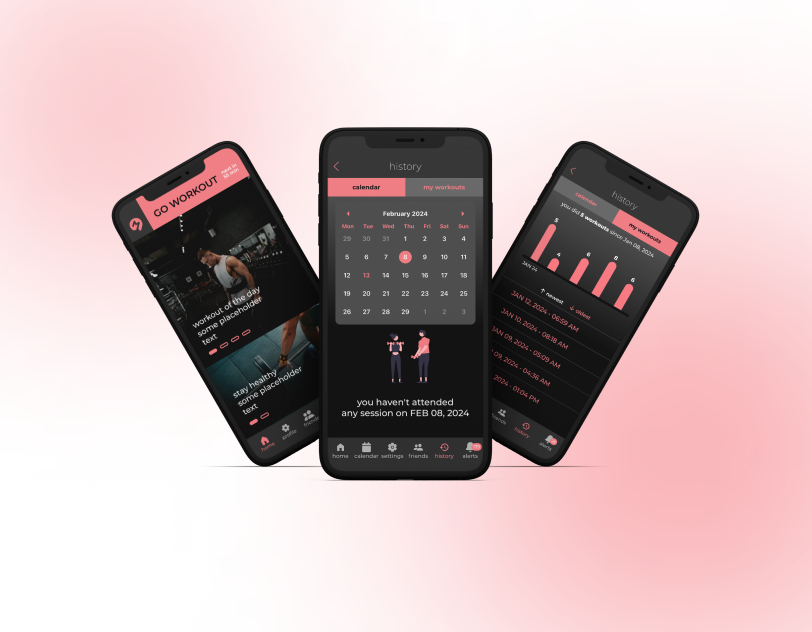 GO WORKOUT
next in
50 min
workout of the day
some placeholder
text
stay healthy
some placeholder
text
home
profile
friends
history
calendar
my workouts
February 2024
Mon Tue Wed Thu Fri Sat Sun
29 30 31 1 2 3 4
5 6 7 8 9 10 11
12 13 14 15 16 17 18
19 20 21 22 23 24 25
26 27 28 29 1 2 3
you haven't attended
any session on FEB 08, 2024
home calendar settings friends history alerts
history
calendar
my workouts
you did 5 workouts since Jan 08, 2024
5 4 6 8 6
JAN '24
newest oldest
JAN 12, 2024 - 06:59 AM
JAN 10, 2024 - 08:18 AM
JAN 09, 2024 - 05:09 AM
09, 2024 - 04:36 AM
2024 - 01:04 PM
friends
history
alerts